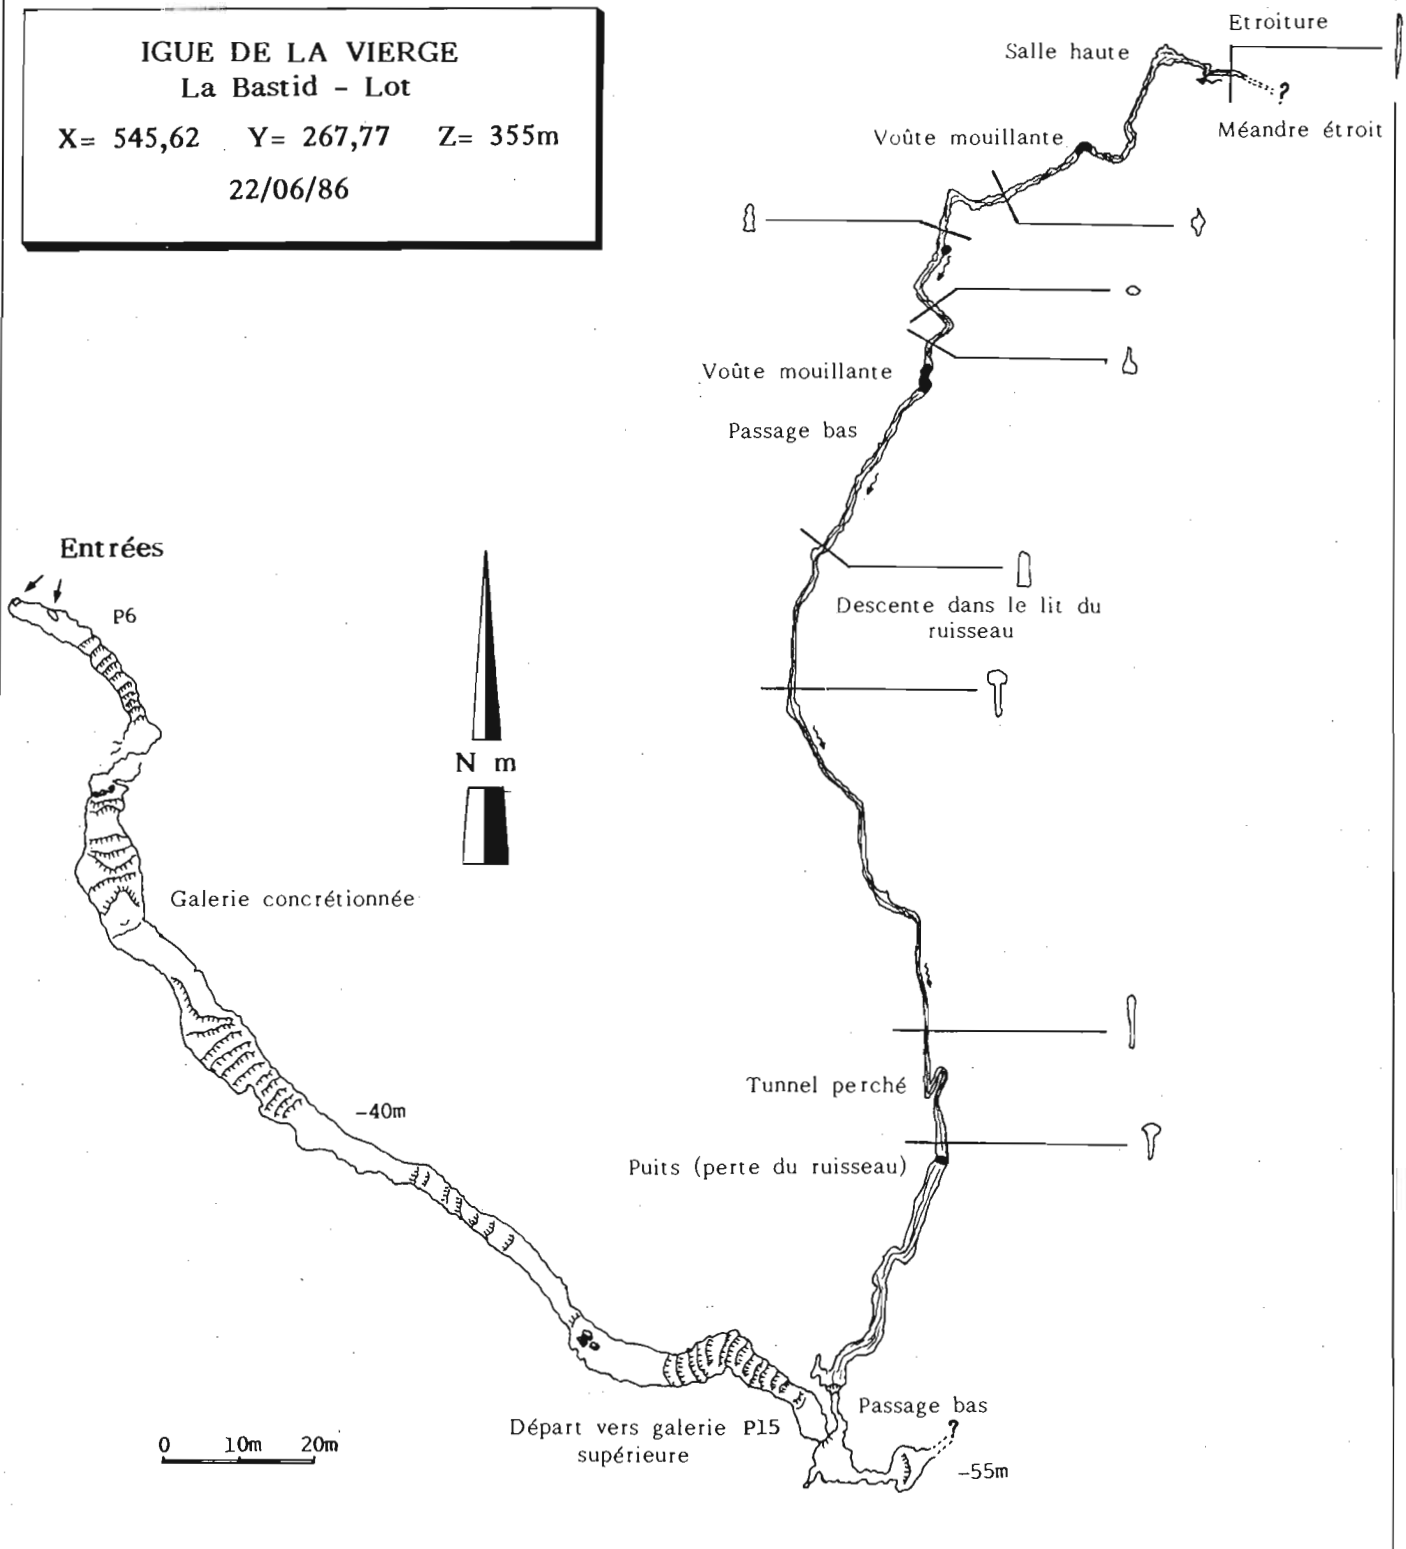 IGUE DE LA VIERGE
La Bastid - Lot
X= 545,62 Y= 267,77 Z= 355m
22/06/86
Etroiture
Salle haute
?
Méandre étroit
Voûte mouillante
Voûte mouillante
Passage bas
Entrées
P6
Descente dans le lit du
ruisseau
N m
Galerie concrétionnée
Tunnel perché
-40m
Puits (perte du ruisseau)
Passage bas
?
Départ vers galerie P15
supérieure
-55m
0 10m 20m